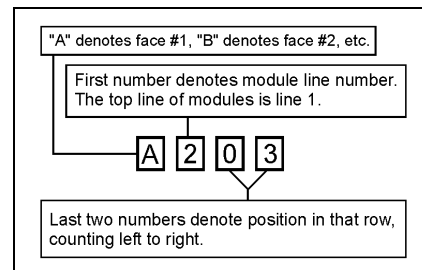 "A" denotes face #1, "B" denotes face #2, etc.
First number denotes module line number.
The top line of modules is line 1.
A 2 0 3
Last two numbers denote position in that row,
counting left to right.